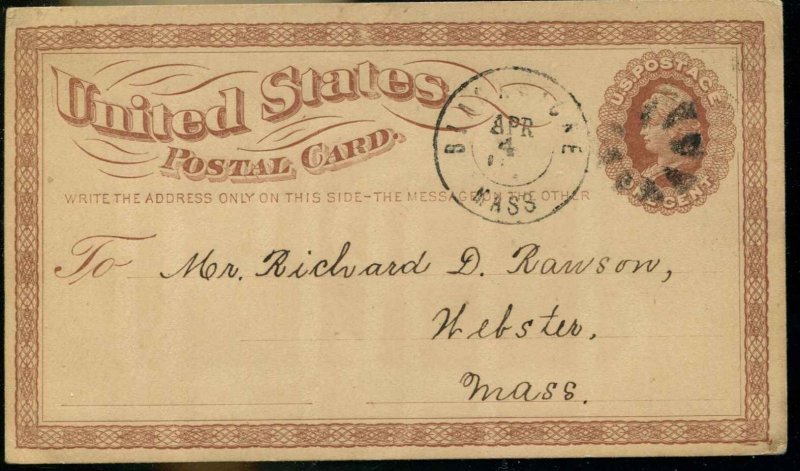 United States
POSTAL CARD.
WRITE THE ADDRESS ONLY ON THIS SIDE-THE MESSAGE ON THE OTHER
U.S. POSTAGE
ONE CENT
BLACKSTONE
APR
4
MASS
To Mr. Richard D. Rawson,
Webster,
Mass.